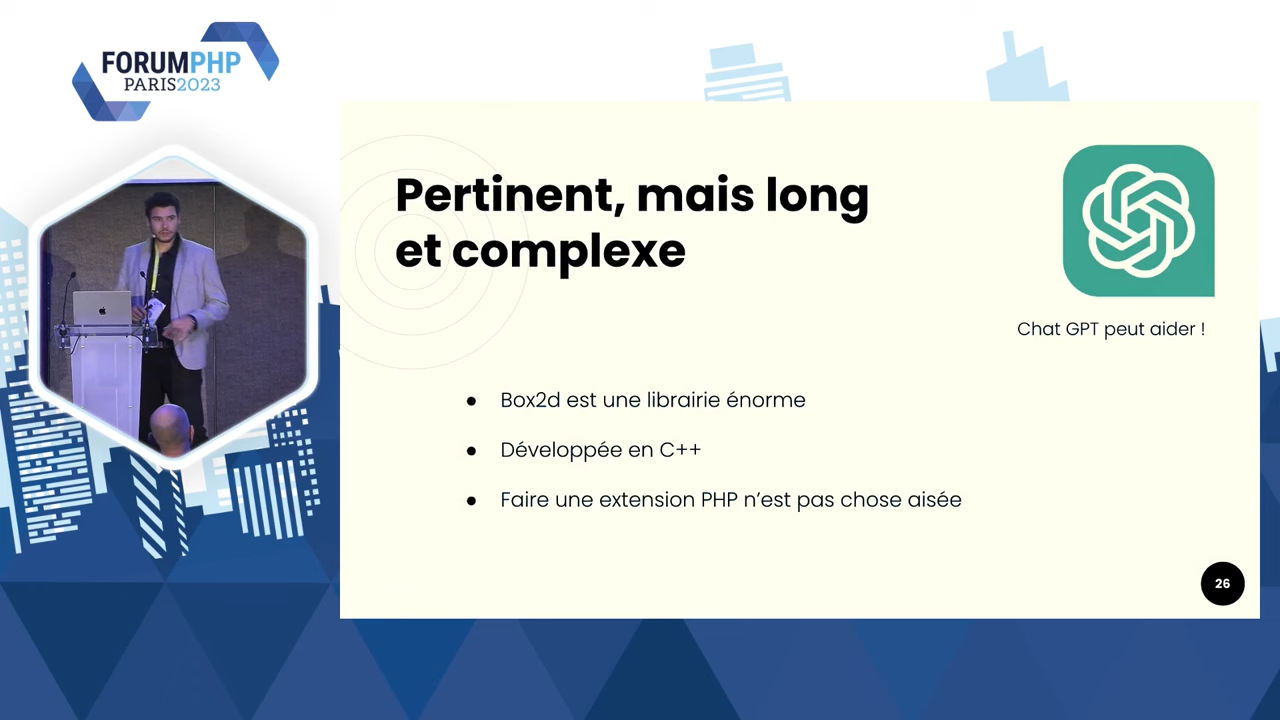 FORUMPHP
PARIS2023
Pertinent, mais long
et complexe
Chat GPT peut aider !
● Box2d est une librairie énorme
● Développée en C++
● Faire une extension PHP n’est pas chose aisée
26